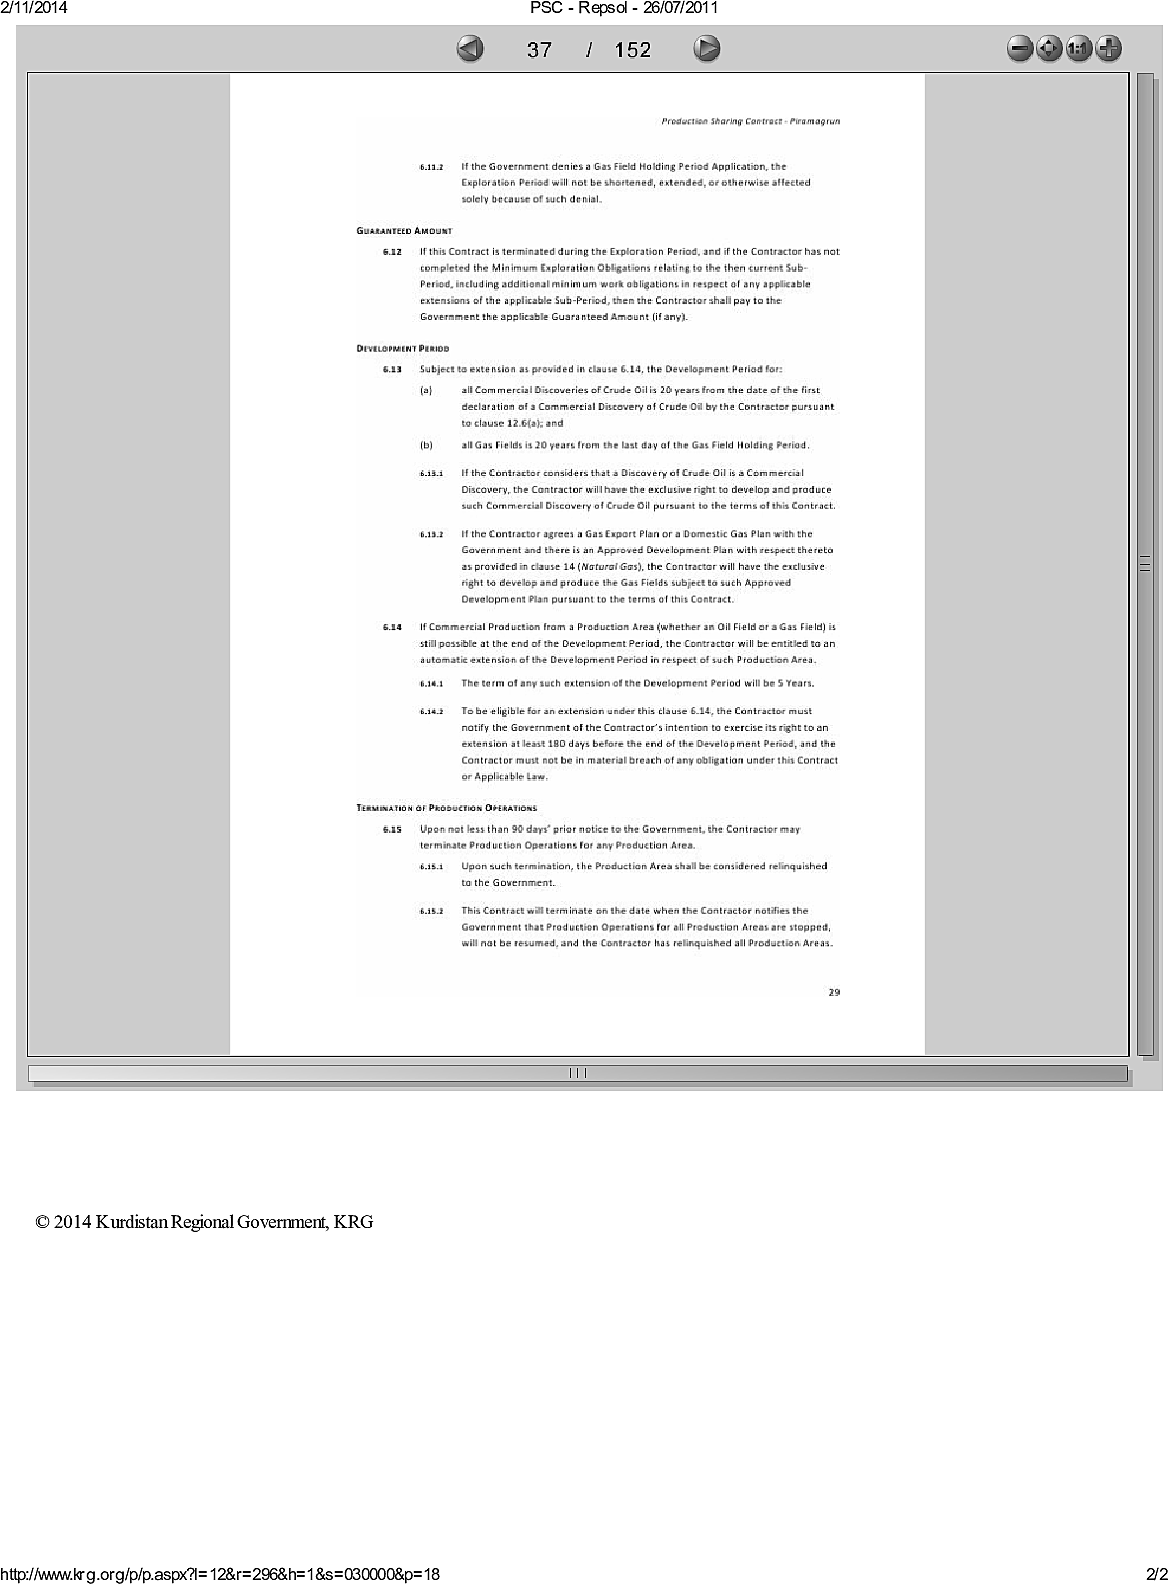 2/11/2014 PSC - Repsol - 26/07/2011
37 / 152
1:1
Production Sharing Contract - Piramagrun
6.11.2 If the Government denies a Gas Field Holding Period Application, the
Exploration Period will not be shortened, extended, or otherwise affected
solely because of such denial.
GUARANTEED AMOUNT
6.12 If this Contract is terminated during the Exploration Period, and if the Contractor has not
completed the Minimum Exploration Obligations relating to the then current Sub-
Period, including additional minimum work obligations in respect of any applicable
extensions of the applicable Sub-Period, then the Contractor shall pay to the
Government the applicable Guaranteed Amount (if any).
DEVELOPMENT PERIOD
6.13 Subject to extension as provided in clause 6.14, the Development Period for:
(a) all Commercial Discoveries of Crude Oil is 20 years from the date of the first
declaration of a Commercial Discovery of Crude Oil by the Contractor pursuant
to clause 12.6(a); and
(b) all Gas Fields is 20 years from the last day of the Gas Field Holding Period.
6.13.1 If the Contractor considers that a Discovery of Crude Oil is a Commercial
Discovery, the Contractor will have the exclusive right to develop and produce
such Commercial Discovery of Crude Oil pursuant to the terms of this Contract.
6.13.2 If the Contractor agrees a Gas Export Plan or a Domestic Gas Plan with the
Government and there is an Approved Development Plan with respect thereto
as provided in clause 14 (Natural Gas), the Contractor will have the exclusive
right to develop and produce the Gas Fields subject to such Approved
Development Plan pursuant to the terms of this Contract.
6.14 If Commercial Production from a Production Area (whether an Oil Field or a Gas Field) is
still possible at the end of the Development Period, the Contractor will be entitled to an
automatic extension of the Development Period in respect of such Production Area.
6.14.1 The term of any such extension of the Development Period will be 5 Years.
6.14.2 To be eligible for an extension under this clause 6.14, the Contractor must
notify the Government of the Contractor's intention to exercise its right to an
extension at least 180 days before the end of the Development Period, and the
Contractor must not be in material breach of any obligation under this Contract
or Applicable Law.
TERMINATION OF PRODUCTION OPERATIONS
6.15 Upon not less than 90 days' prior notice to the Government, the Contractor may
terminate Production Operations for any Production Area.
6.15.1 Upon such termination, the Production Area shall be considered relinquished
to the Government.
6.15.2 This Contract will terminate on the date when the Contractor notifies the
Government that Production Operations for all Production Areas are stopped,
will not be resumed, and the Contractor has relinquished all Production Areas.
29
© 2014 Kurdistan Regional Government, KRG
http://www.krg.org/p/p.aspx?l=12&r=296&h=1&s=030000&p=18 2/2